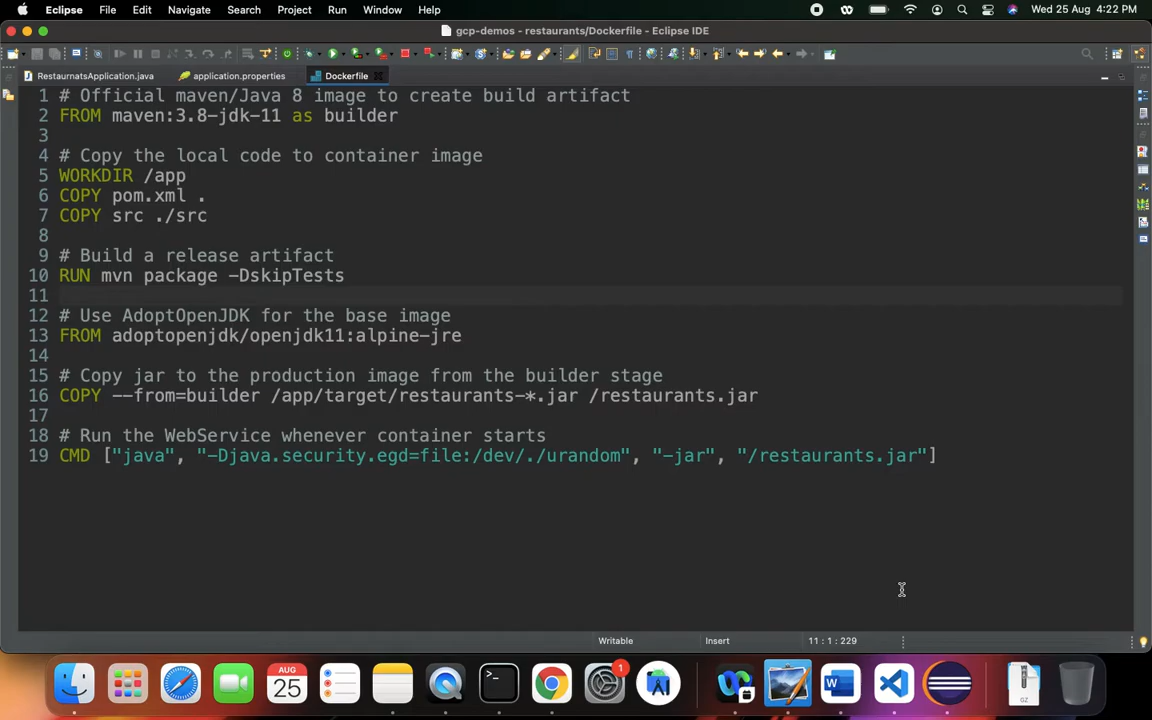 Eclipse File Edit Navigate Search Project Run Window Help Wed 25 Aug 4:22 PM
gcp-demos - restaurants/Dockerfile - Eclipse IDE
RestaurnatsApplication.java application.properties Dockerfile
1 # Official maven/Java 8 image to create build artifact
2 FROM maven:3.8-jdk-11 as builder
3
4 # Copy the local code to container image
5 WORKDIR /app
6 COPY pom.xml .
7 COPY src ./src
8
9 # Build a release artifact
10 RUN mvn package -DskipTests
11
12 # Use AdoptOpenJDK for the base image
13 FROM adoptopenjdk/openjdk11:alpine-jre
14
15 # Copy jar to the production image from the builder stage
16 COPY --from=builder /app/target/restaurants-*.jar /restaurants.jar
17
18 # Run the WebService whenever container starts
19 CMD ["java", "-Djava.security.egd=file:/dev/./urandom", "-jar", "/restaurants.jar"]
Writable Insert 11 : 1 : 229
AUG
25
1
GZ